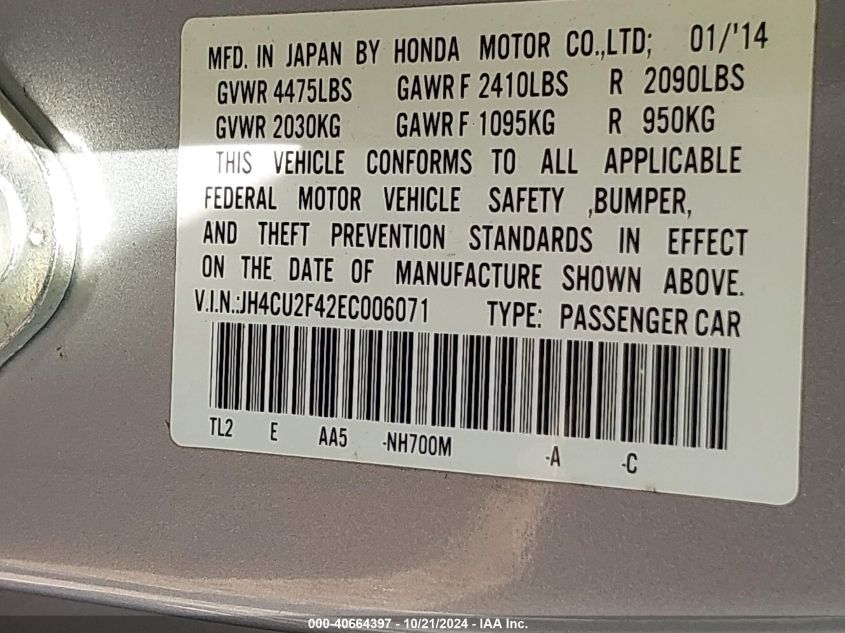 MFD. IN JAPAN BY HONDA MOTOR CO.,LTD; 01/'14
GVWR 4475LBS GAWR F 2410LBS R 2090LBS
GVWR 2030KG GAWR F 1095KG R 950KG
THIS VEHICLE CONFORMS TO ALL APPLICABLE
FEDERAL MOTOR VEHICLE SAFETY ,BUMPER,
AND THEFT PREVENTION STANDARDS IN EFFECT
ON THE DATE OF MANUFACTURE SHOWN ABOVE.
V.I.N.:JH4CU2F42EC006071 TYPE: PASSENGER CAR
TL2 E AA5 -NH700M -A -C
000-40664397 - 10/21/2024 - IAA Inc.